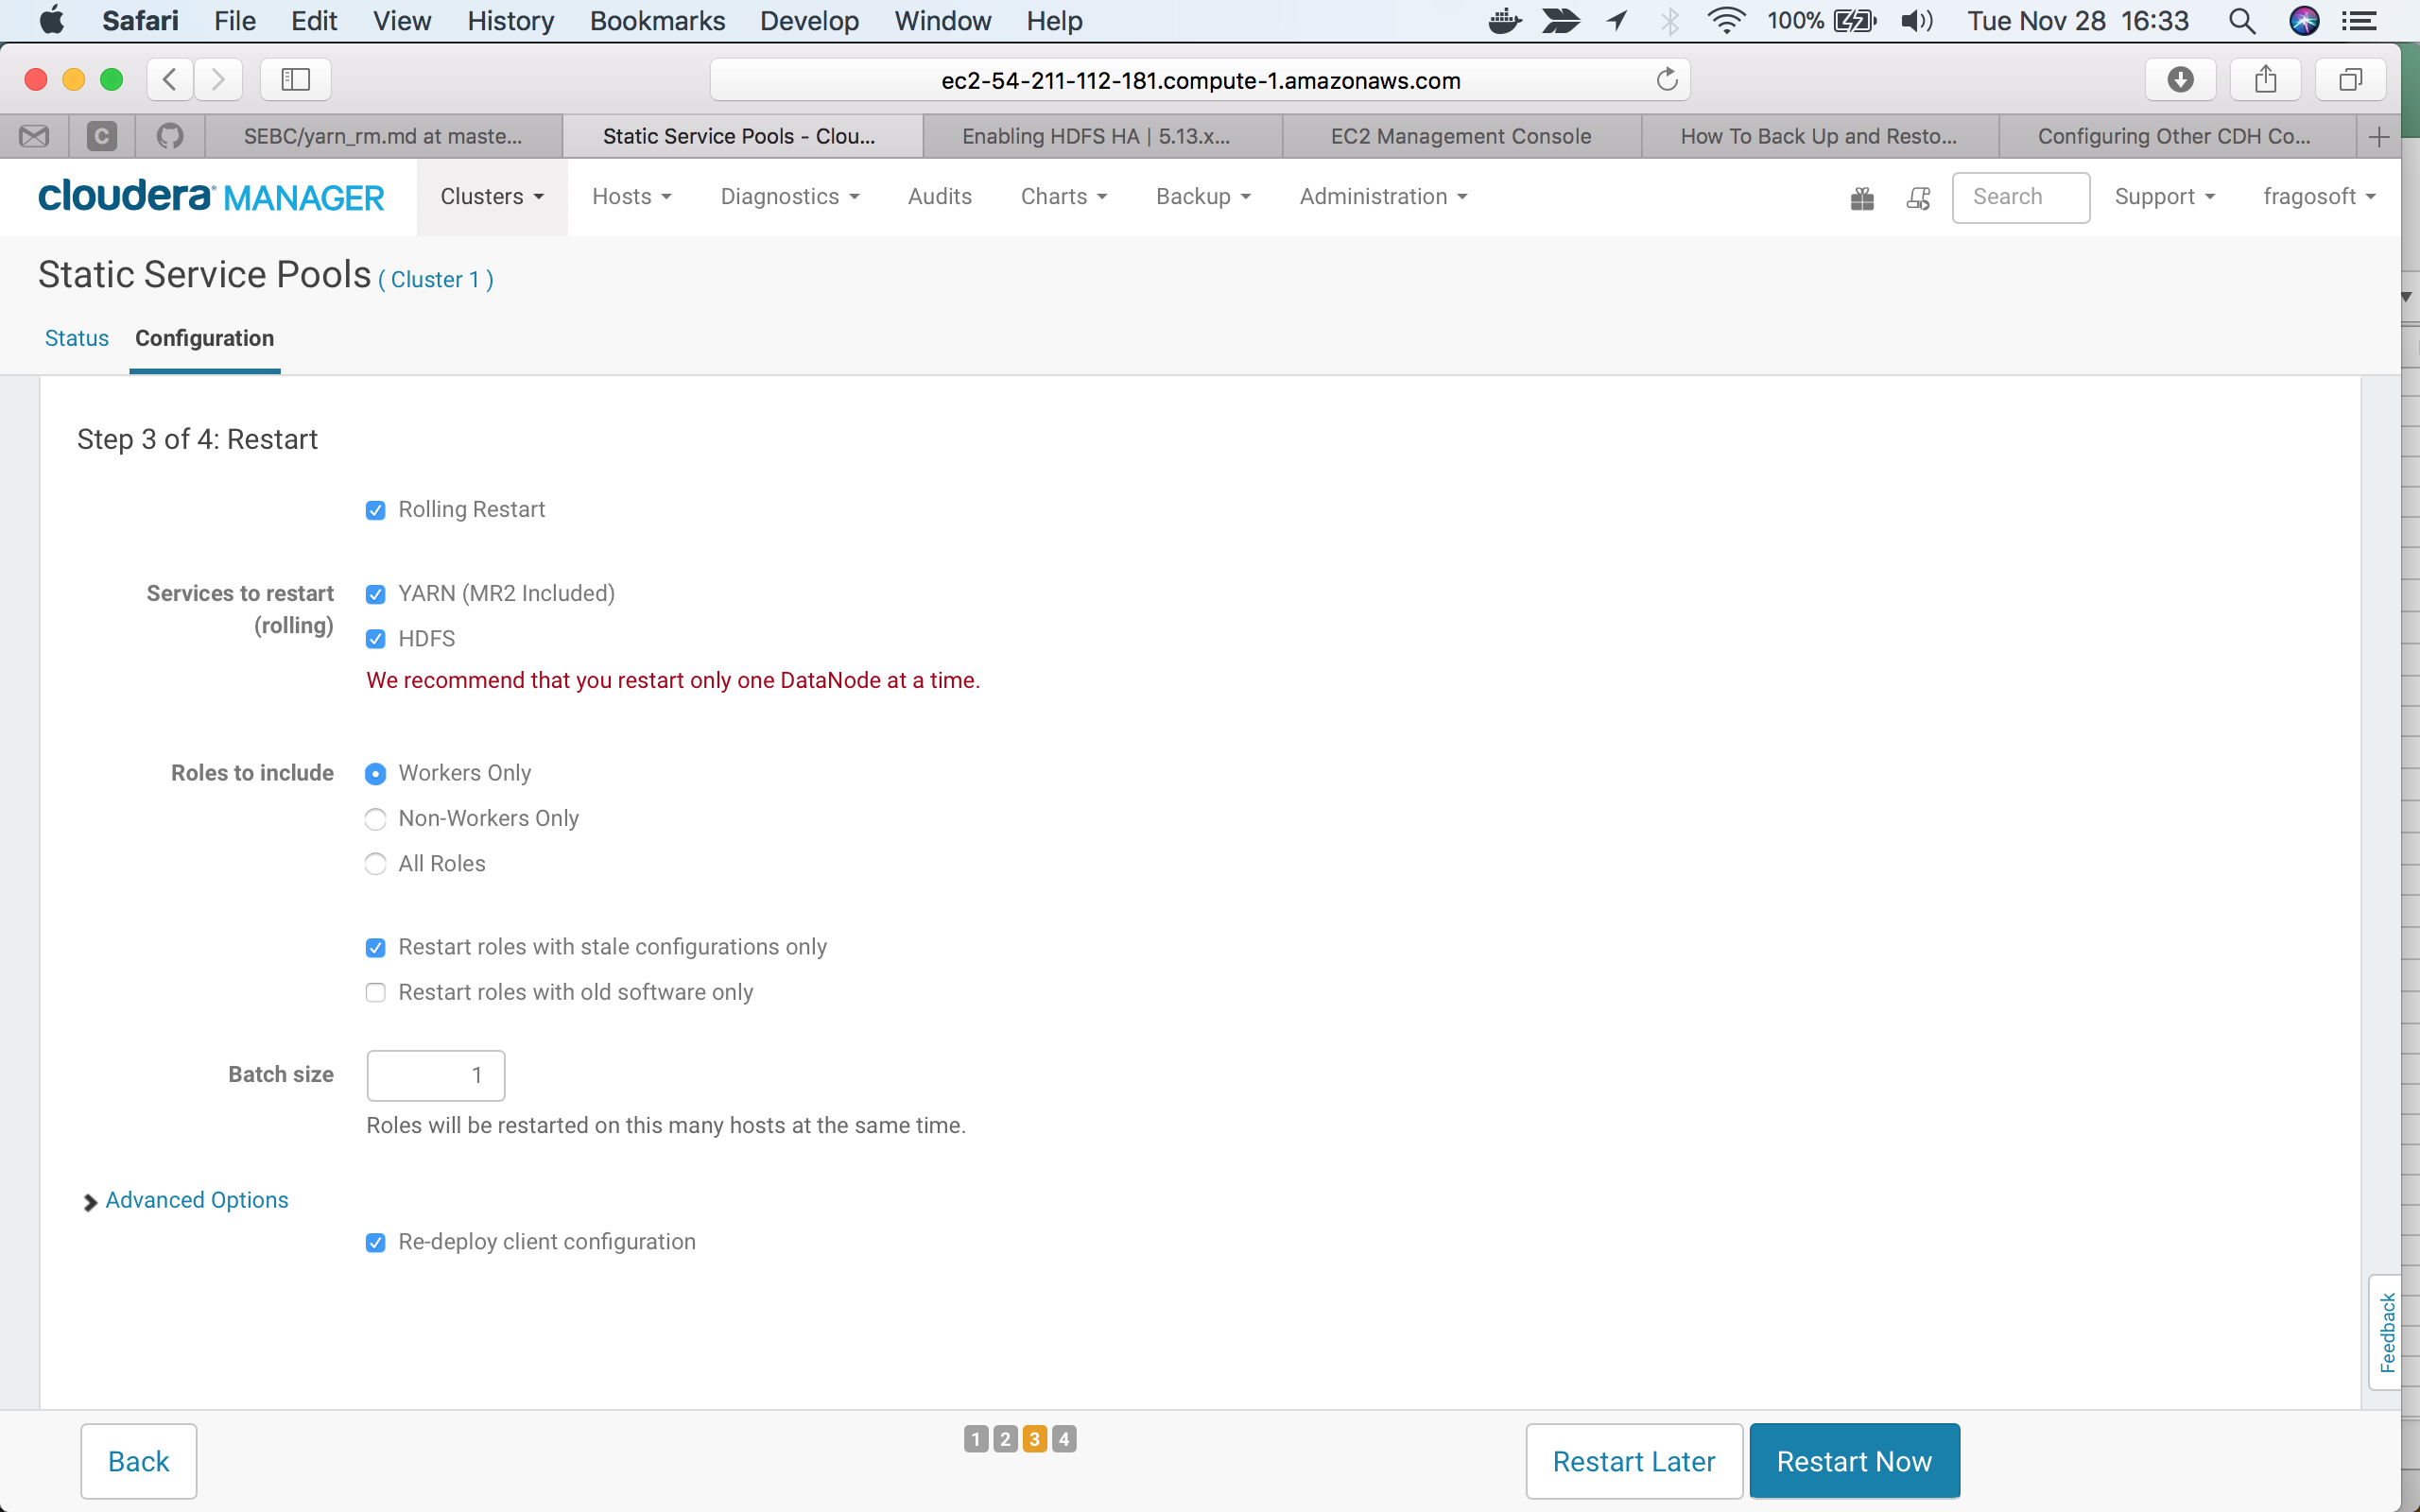 Safari File Edit View History Bookmarks Develop Window Help 100% Tue Nov 28 16:33
ec2-54-211-112-181.compute-1.amazonaws.com
C SEBC/yarn_rm.md at maste... Static Service Pools - Clou... Enabling HDFS HA | 5.13.x... EC2 Management Console How To Back Up and Resto... Configuring Other CDH Co...
cloudera MANAGER Clusters Hosts Diagnostics Audits Charts Backup Administration Search Support fragosoft
Static Service Pools ( Cluster 1 )
Status Configuration
Step 3 of 4: Restart
Rolling Restart
Services to restart (rolling)
YARN (MR2 Included)
HDFS
We recommend that you restart only one DataNode at a time.
Roles to include
Workers Only
Non-Workers Only
All Roles
Restart roles with stale configurations only
Restart roles with old software only
Batch size 1
Roles will be restarted on this many hosts at the same time.
Advanced Options
Re-deploy client configuration
Feedback
Back 1 2 3 4 Restart Later Restart Now